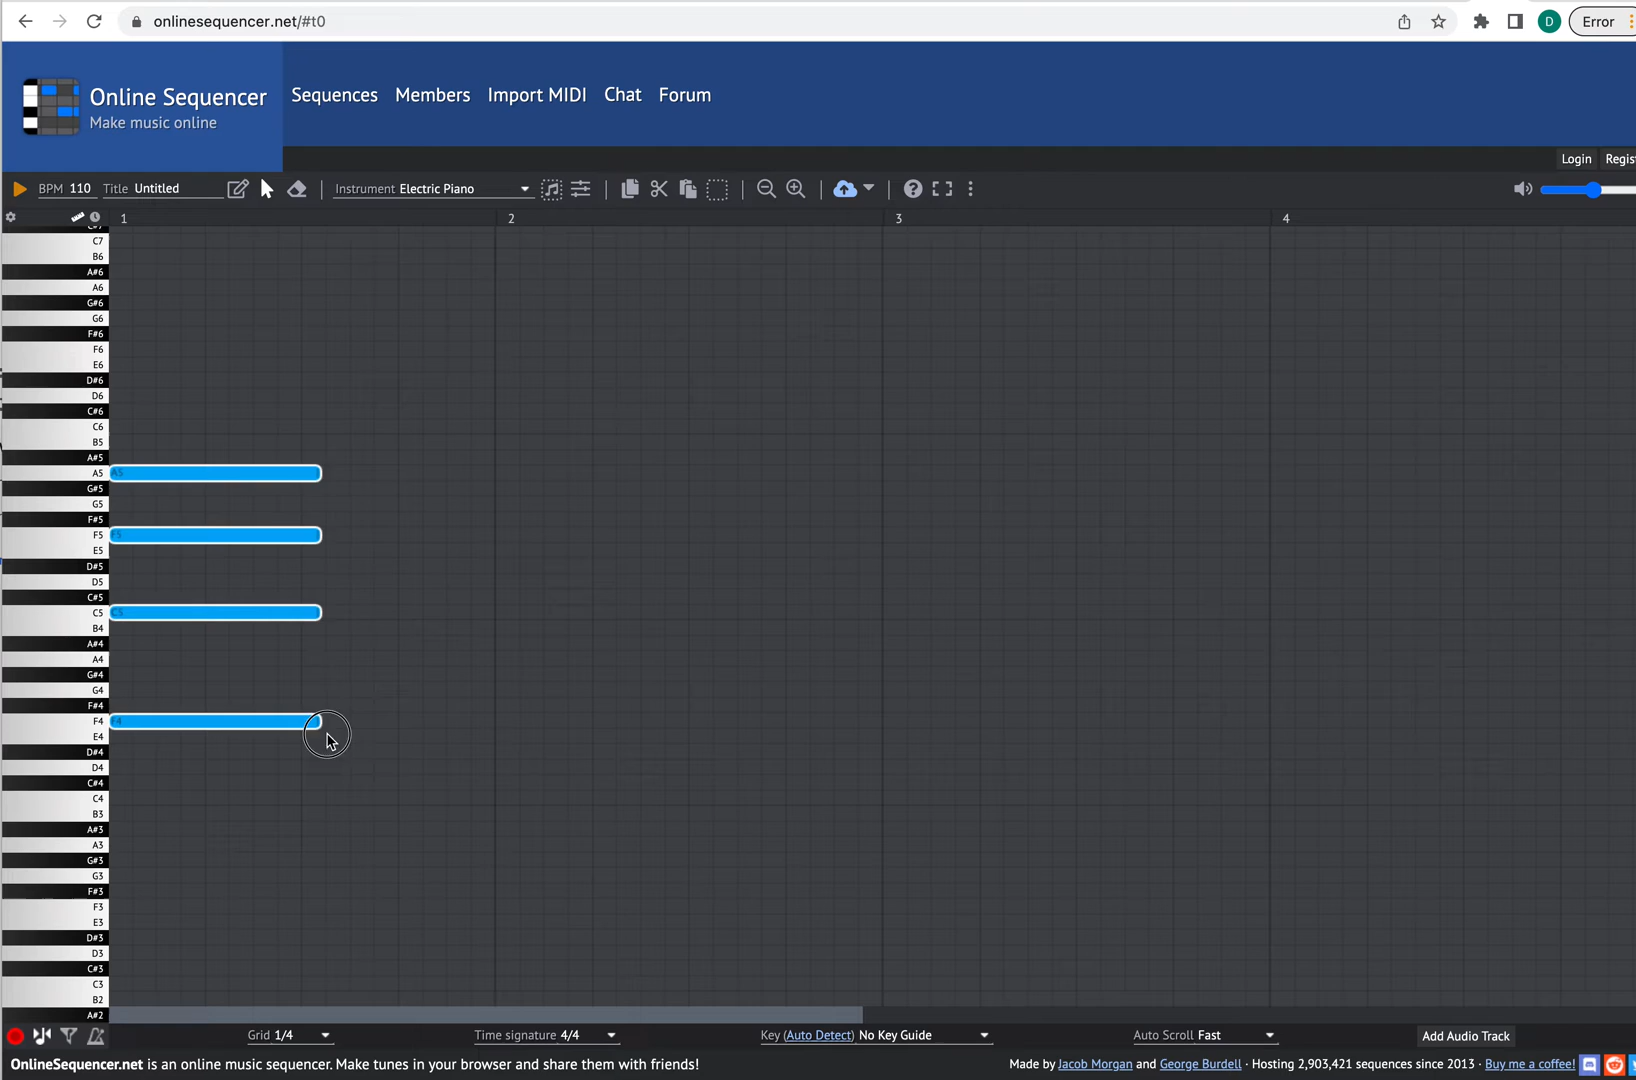 onlinesequencer.net/#t0
D
Error
Online Sequencer
Make music online
Sequences Members Import MIDI Chat Forum
Login Regis
BPM 110 Title Untitled Instrument Electric Piano
1 2 3 4
C#7
C7
B6
A#6
A6
G#6
G6
F#6
F6
E6
D#6
D6
C#6
C6
B5
A#5
A5 A5
G#5
G5
F#5
F5 F5
E5
D#5
D5
C#5
C5 C5
B4
A#4
A4
G#4
G4
F#4
F4 F4
E4
D#4
D4
C#4
C4
B3
A#3
A3
G#3
G3
F#3
F3
E3
D#3
D3
C#3
C3
B2
A#2
Grid 1/4 Time signature 4/4 Key (Auto Detect) No Key Guide Auto Scroll Fast Add Audio Track
OnlineSequencer.net is an online music sequencer. Make tunes in your browser and share them with friends! Made by Jacob Morgan and George Burdell · Hosting 2,903,421 sequences since 2013 · Buy me a coffee!